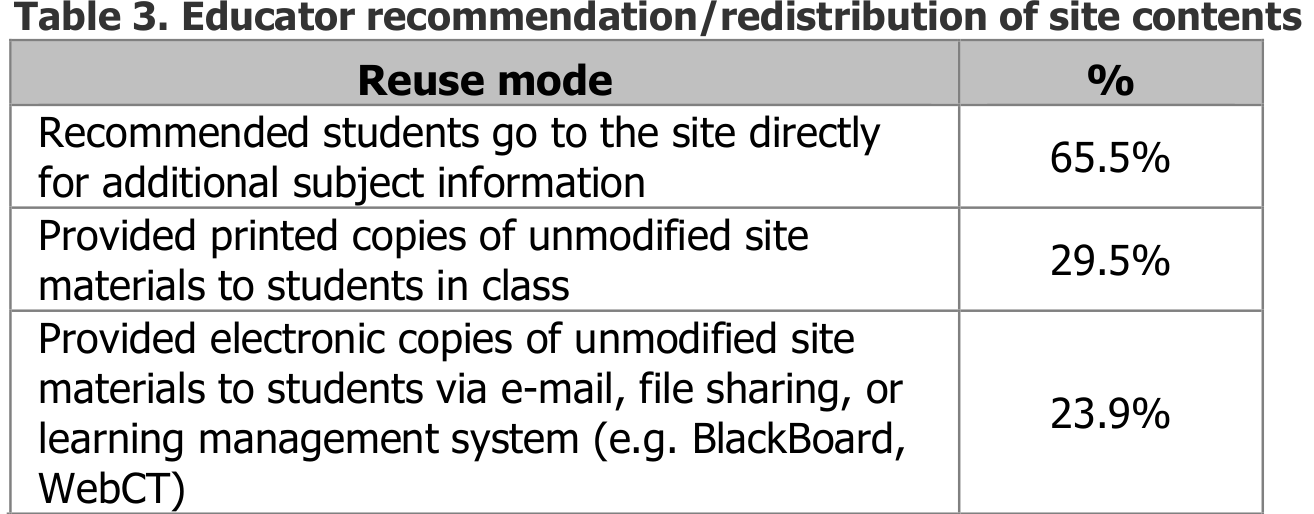 Table 3. Educator recommendation/redistribution of site contents
Reuse mode %
Recommended students go to the site directly
for additional subject information
65.5%
Provided printed copies of unmodified site
materials to students in class
29.5%
Provided electronic copies of unmodified site
materials to students via e-mail, file sharing, or
learning management system (e.g. BlackBoard,
WebCT)
23.9%